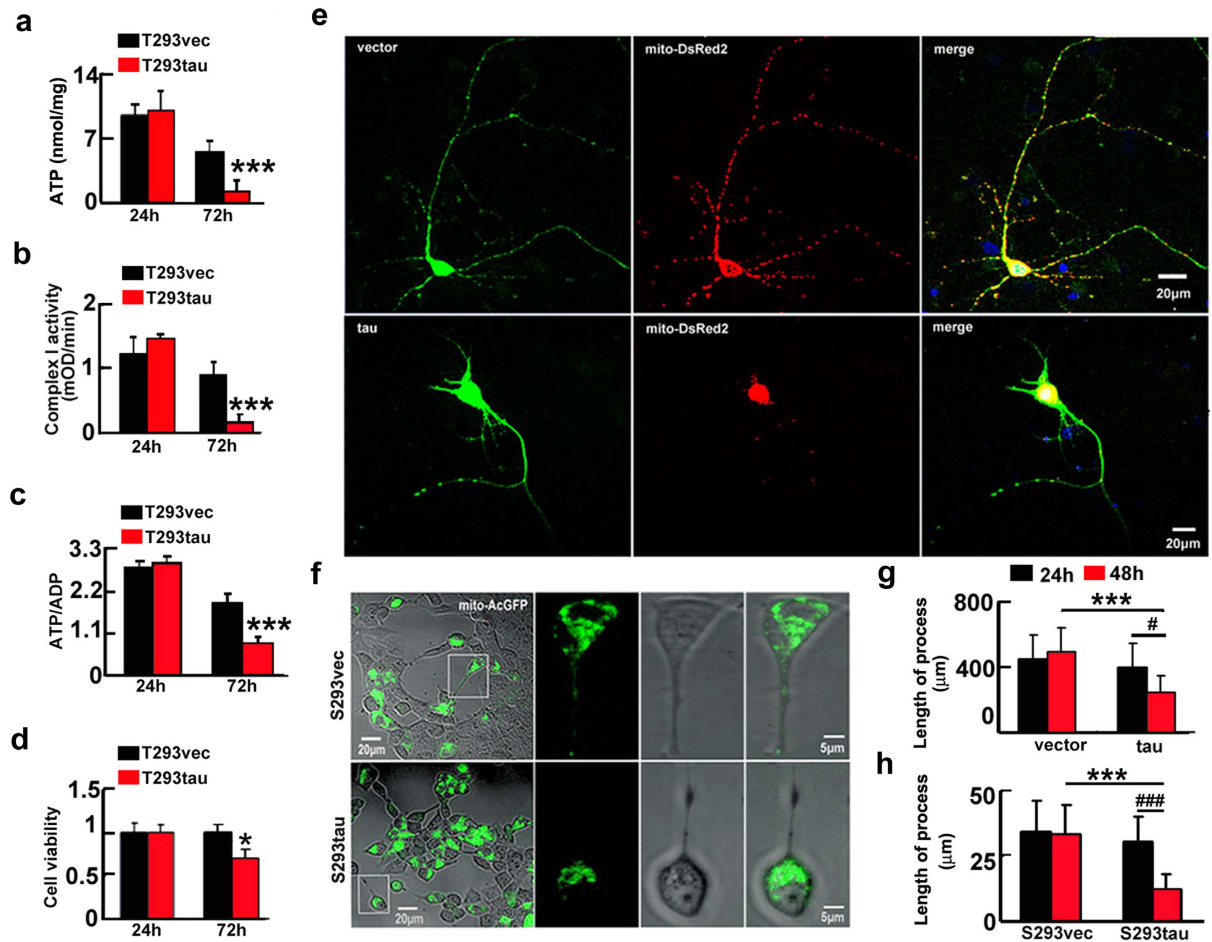 a
T293vec
T293tau
ATP (nmol/mg)
14
7
0
***
24h
72h
b
T293vec
T293tau
Complex I activity
(mOD/min)
2
1
0
***
24h
72h
c
T293vec
T293tau
ATP/ADP
3.3
2.2
1.1
0
***
24h
72h
d
T293vec
T293tau
Cell viability
1.5
1
0.5
0
*
24h
72h
e
vector
mito-DsRed2
merge
20μm
tau
mito-DsRed2
merge
20μm
f
S293vec
mito-AcGFP
20μm
5μm
S293tau
20μm
5μm
g
24h
48h
Length of process
(μm)
800
400
0
***
#
vector
tau
h
Length of process
(μm)
50
25
0
***
###
S293vec
S293tau